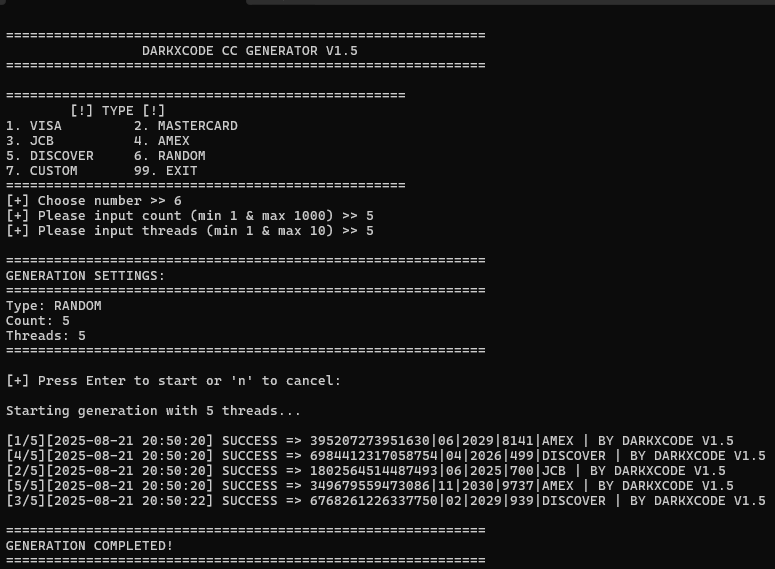 ============================================================
DARKXCODE CC GENERATOR V1.5
============================================================
==================================================
[!] TYPE [!]
1. VISA 2. MASTERCARD
3. JCB 4. AMEX
5. DISCOVER 6. RANDOM
7. CUSTOM 99. EXIT
==================================================
[+] Choose number >> 6
[+] Please input count (min 1 & max 1000) >> 5
[+] Please input threads (min 1 & max 10) >> 5
============================================================
GENERATION SETTINGS:
============================================================
Type: RANDOM
Count: 5
Threads: 5
============================================================
[+] Press Enter to start or 'n' to cancel:
Starting generation with 5 threads...
[1/5][2025-08-21 20:50:20] SUCCESS => 395207273951630|06|2029|8141|AMEX | BY DARKXCODE V1.5
[4/5][2025-08-21 20:50:20] SUCCESS => 6984412317058754|04|2026|499|DISCOVER | BY DARKXCODE V1.5
[2/5][2025-08-21 20:50:20] SUCCESS => 1802564514487493|06|2025|700|JCB | BY DARKXCODE V1.5
[5/5][2025-08-21 20:50:20] SUCCESS => 349679559473086|11|2030|9737|AMEX | BY DARKXCODE V1.5
[3/5][2025-08-21 20:50:22] SUCCESS => 6768261226337750|02|2029|939|DISCOVER | BY DARKXCODE V1.5
============================================================
GENERATION COMPLETED!
============================================================